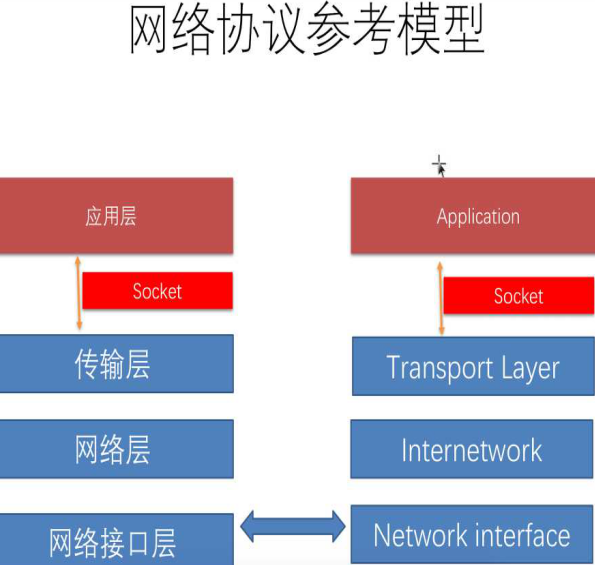 网络协议参考模型
应用层
Application
Socket
Socket
传输层
Transport Layer
网络层
Internetwork
网络接口层
Network interface